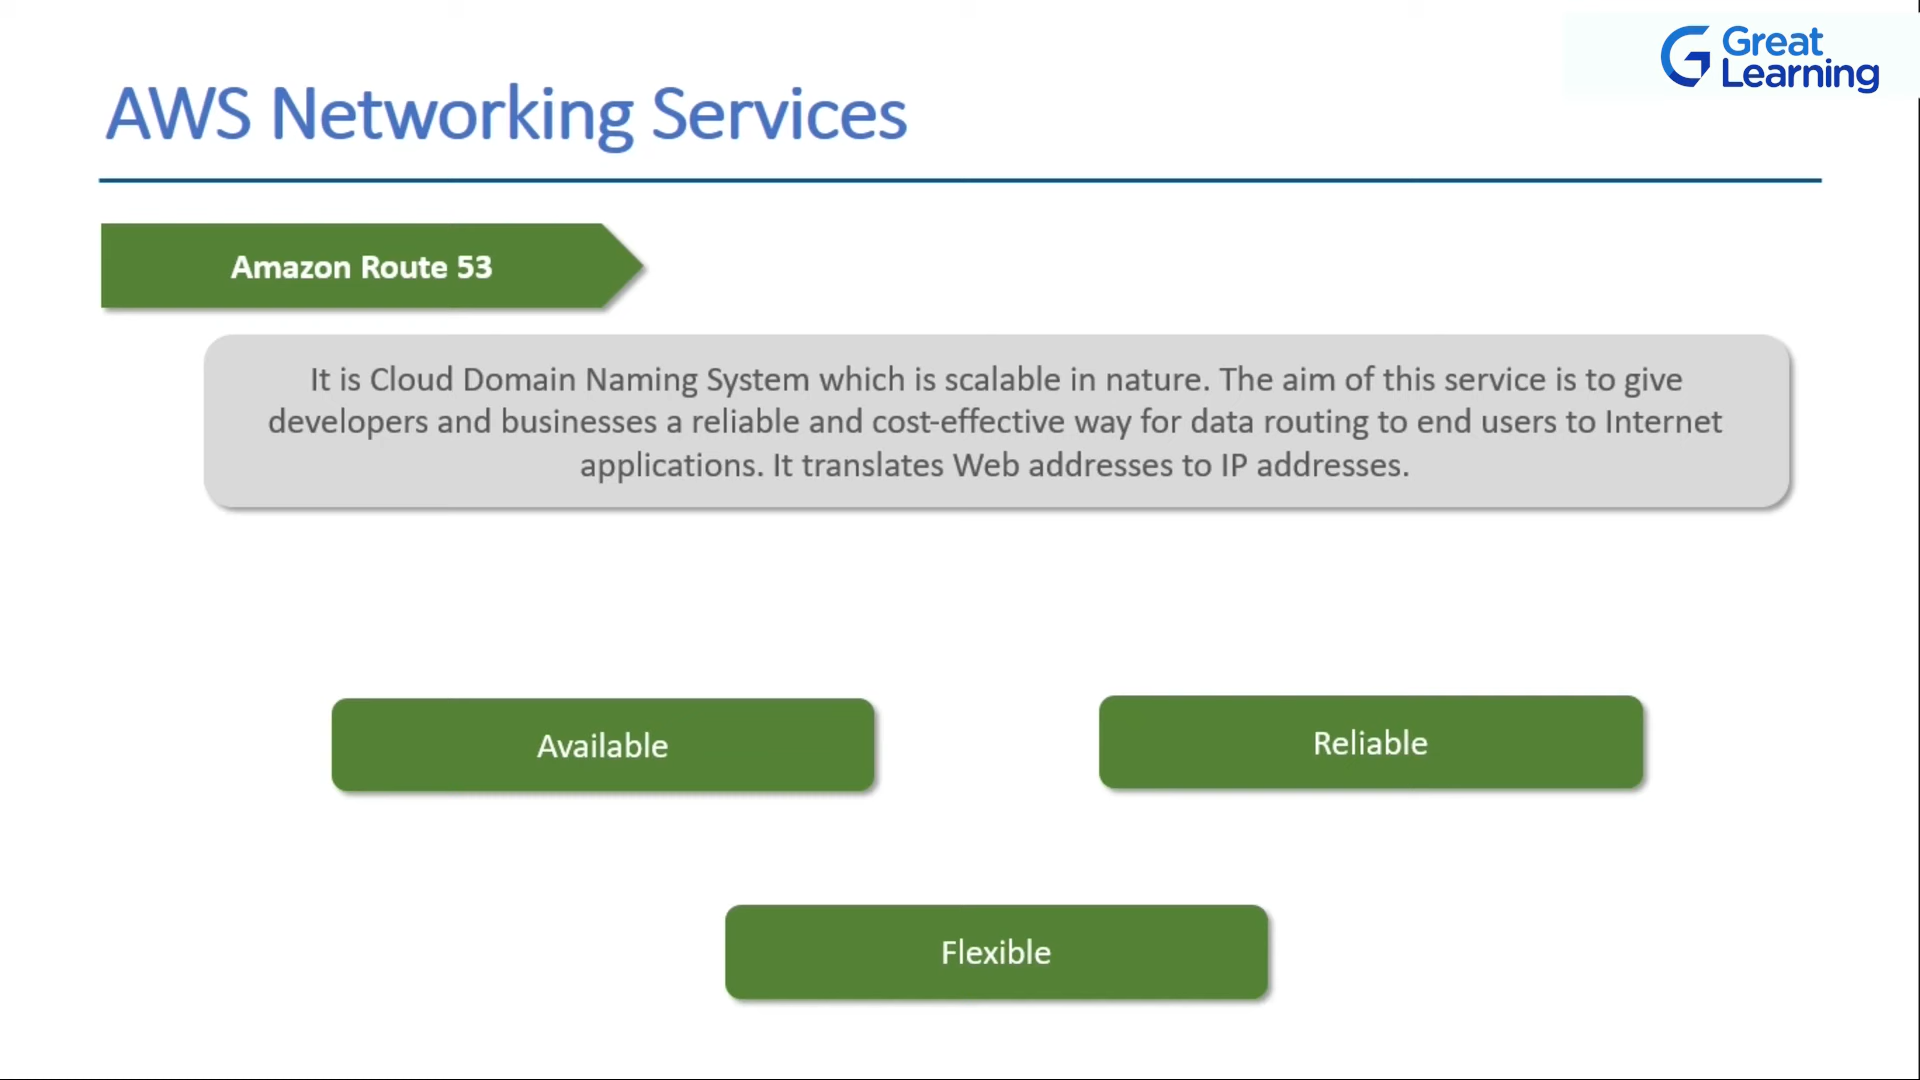 Great
Learning
AWS Networking Services
Amazon Route 53
It is Cloud Domain Naming System which is scalable in nature. The aim of this service is to give
developers and businesses a reliable and cost-effective way for data routing to end users to Internet
applications. It translates Web addresses to IP addresses.
Available
Reliable
Flexible